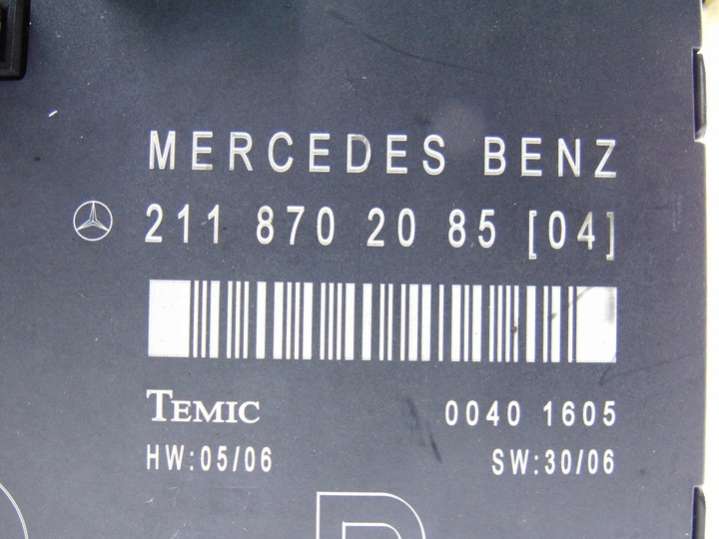 MERCEDES BENZ
211 870 20 85 [04]
TEMIC 0040 1605
HW:05/06 SW:30/06